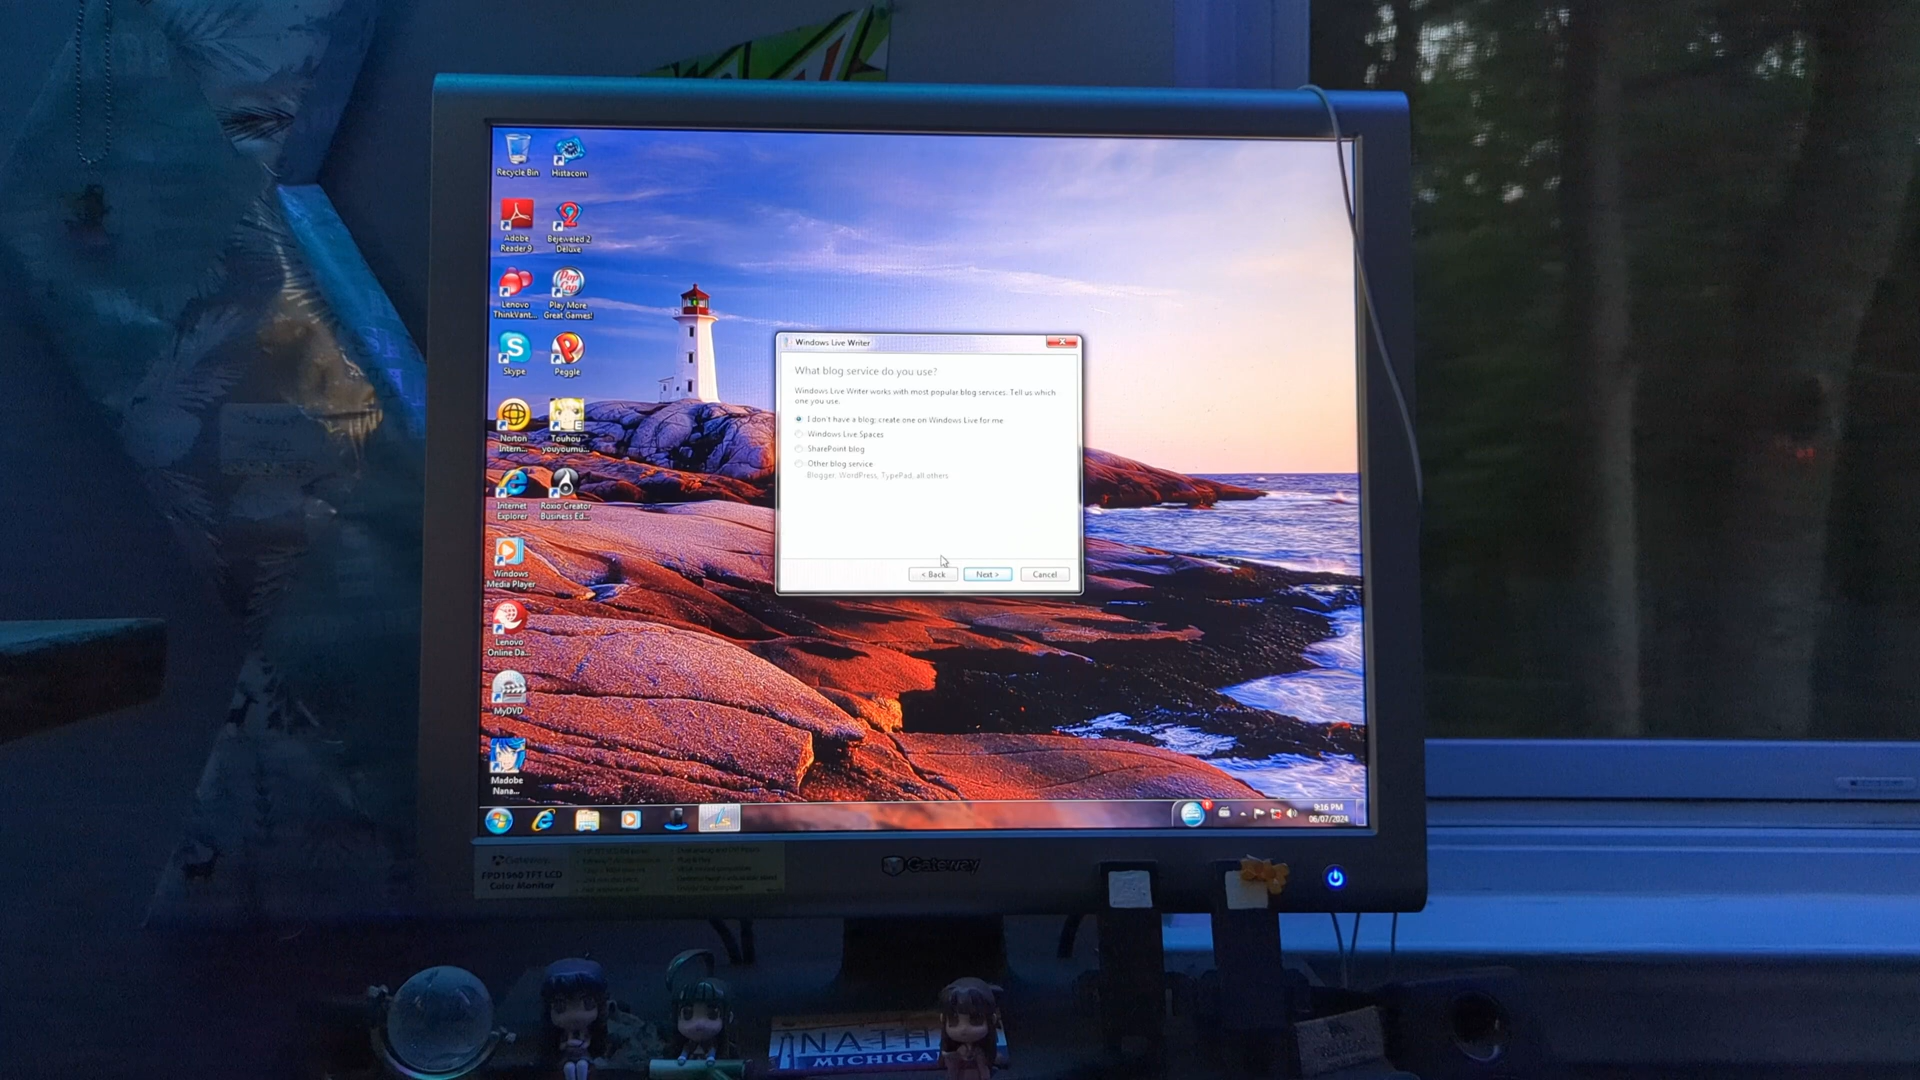 Recycle Bin
Histacom
Adobe
Reader 9
Bejeweled 2
Deluxe
Lenovo
ThinkVant...
Play More
Great Games!
Skype
Peggle
Norton
Intern...
Touhou
youyoumu...
Internet
Explorer
Roxio Creator
Business Ed...
Windows
Media Player
Lenovo
Online Da...
MyDVD
Madobe
Nana...
Windows Live Writer
What blog service do you use?
Windows Live Writer works with most popular blog services. Tell us which
one you use.
I don't have a blog; create one on Windows Live for me
Windows Live Spaces
SharePoint blog
Other blog service
Blogger, WordPress, TypePad, all others
< Back
Next >
Cancel
9:16 PM
06/07/2024
Gateway
FPD1960 TFT LCD
Color Monitor
Gateway
NATH
MICHIGA